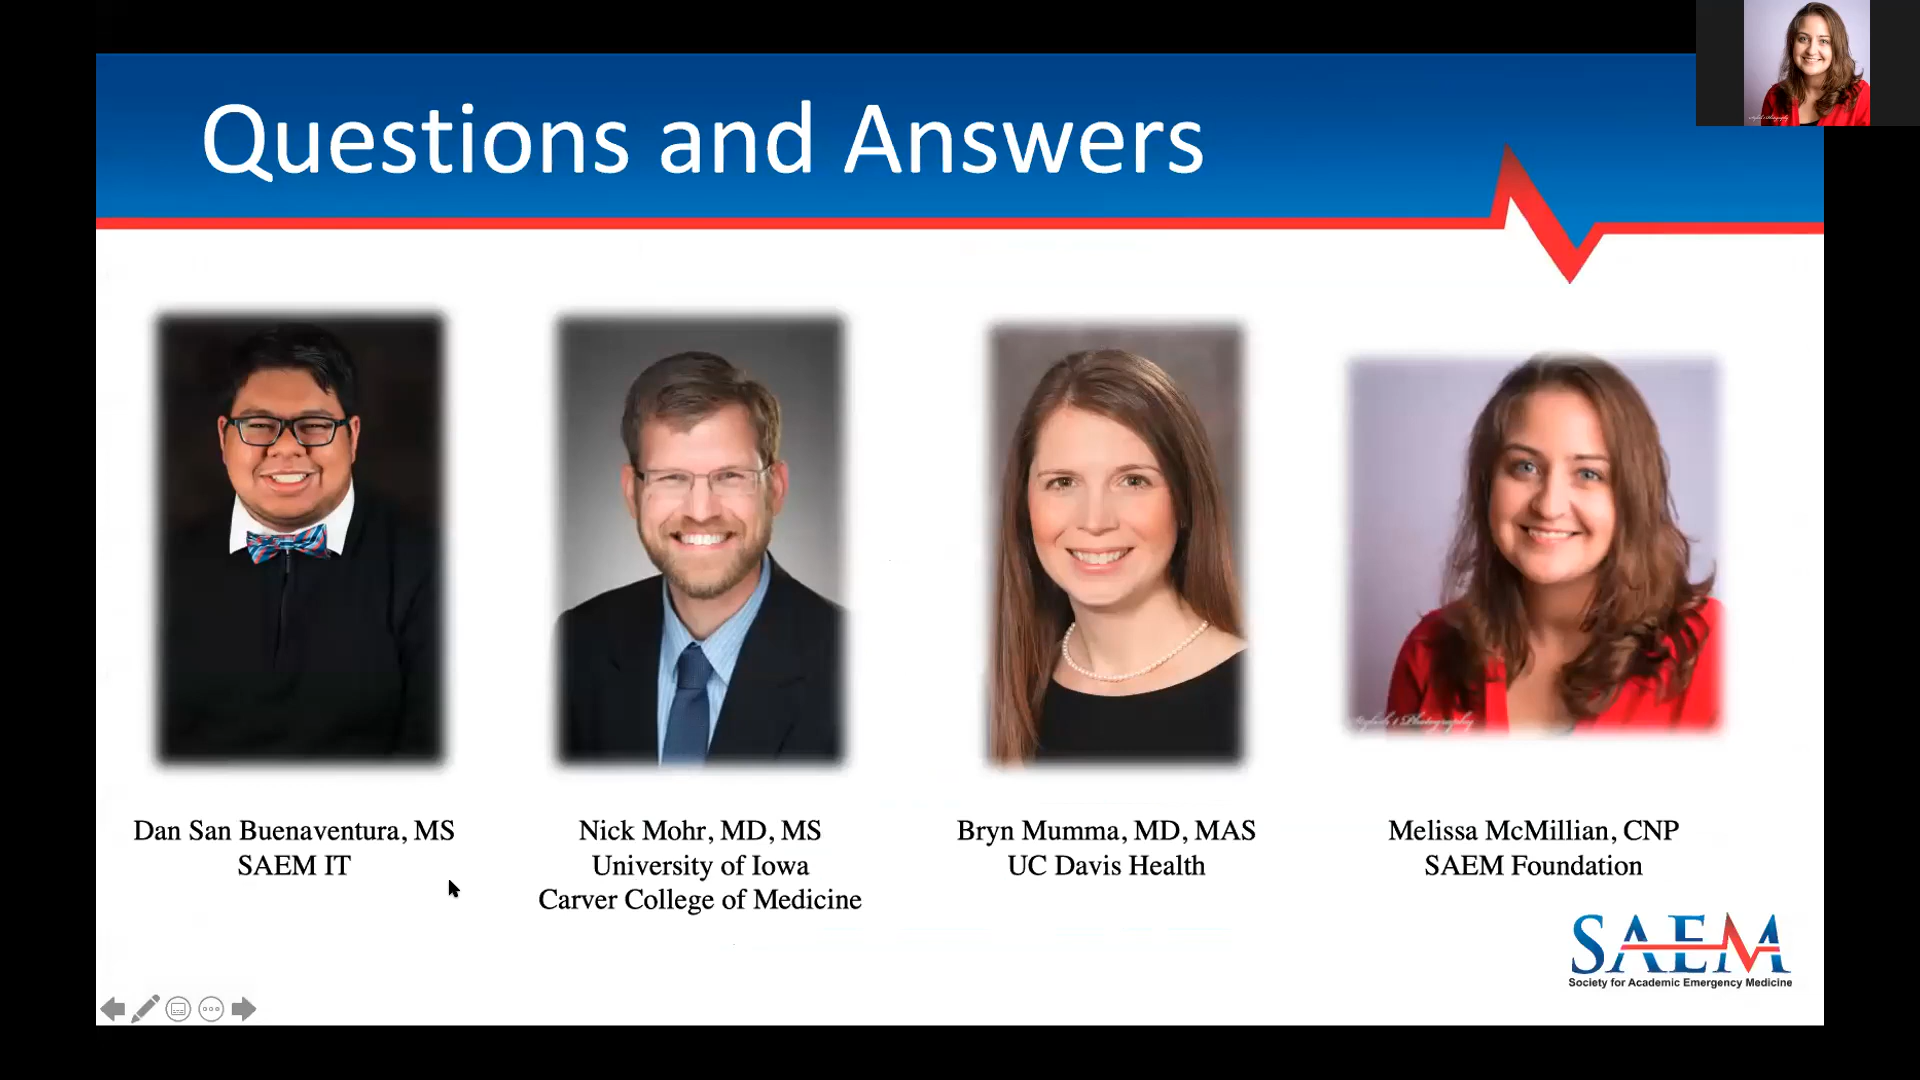 Questions and Answers
Dan San Buenaventura, MS
SAEM IT
Nick Mohr, MD, MS
University of Iowa
Carver College of Medicine
Bryn Mumma, MD, MAS
UC Davis Health
Melissa McMillian, CNP
SAEM Foundation
SAEM
Society for Academic Emergency Medicine